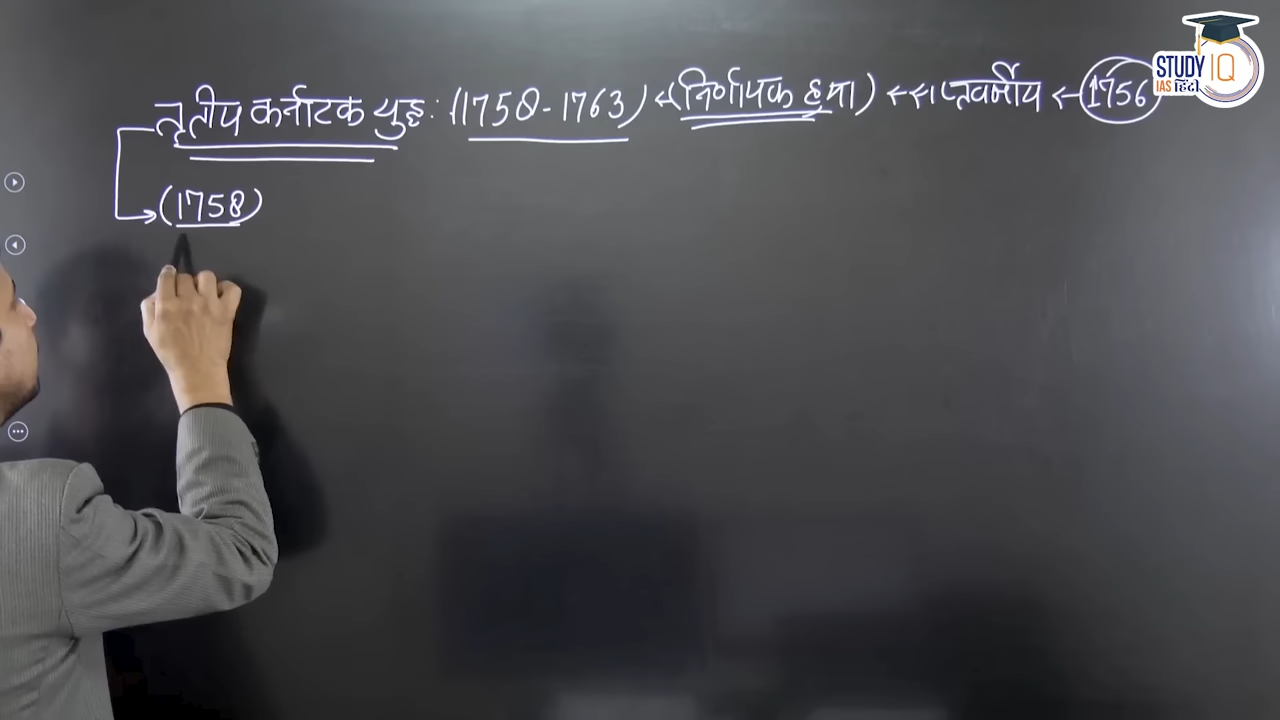 तृतीय कर्नाटक युद्ध: (1758-1763) ← (निर्णायक हुआ) ←← सप्तवर्षीय ← 1756
(1758)
STUDY IQ
IAS हिंदी